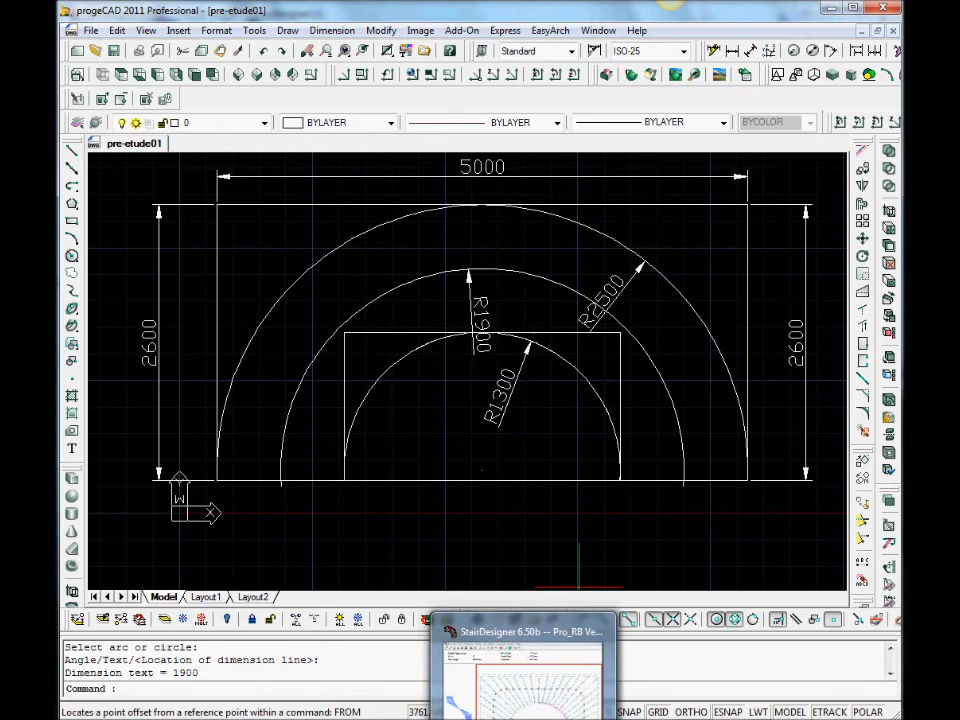 progeCAD 2011 Professional - [pre-etude01]
File Edit View Insert Format Tools Draw Dimension Modify Image Add-On Express EasyArch Window Help
Standard ISO-25
0 BYLAYER BYLAYER BYLAYER BYCOLOR
pre-etude01
5000
2600
R1900
R2500
R1300
2600
W
X
Model Layout1 Layout2
StairDesigner 6.50b -- Pro_RB Ve...
Select arc or circle:
Angle/Text/<Location of dimension line>:
Dimension text = 1900
Command :
Locates a point offset from a reference point within a command: FROM
3761 SNAP GRID ORTHO ESNAP LWT MODEL ETRACK POLAR